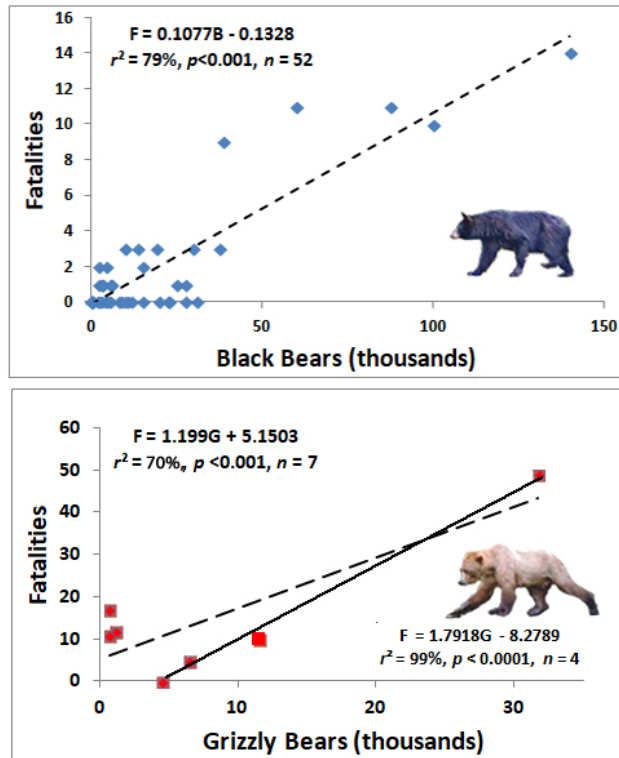 F = 0.1077B - 0.1328
r² = 79%, p<0.001, n = 52
16
14
12
10
8
6
4
2
0
Fatalities
0 50 100 150
Black Bears (thousands)
F = 1.199G + 5.1503
r² = 70%, p <0.001, n = 7
60
50
40
30
20
10
0
Fatalities
F = 1.7918G - 8.2789
r² = 99%, p < 0.0001, n = 4
0 10 20 30
Grizzly Bears (thousands)